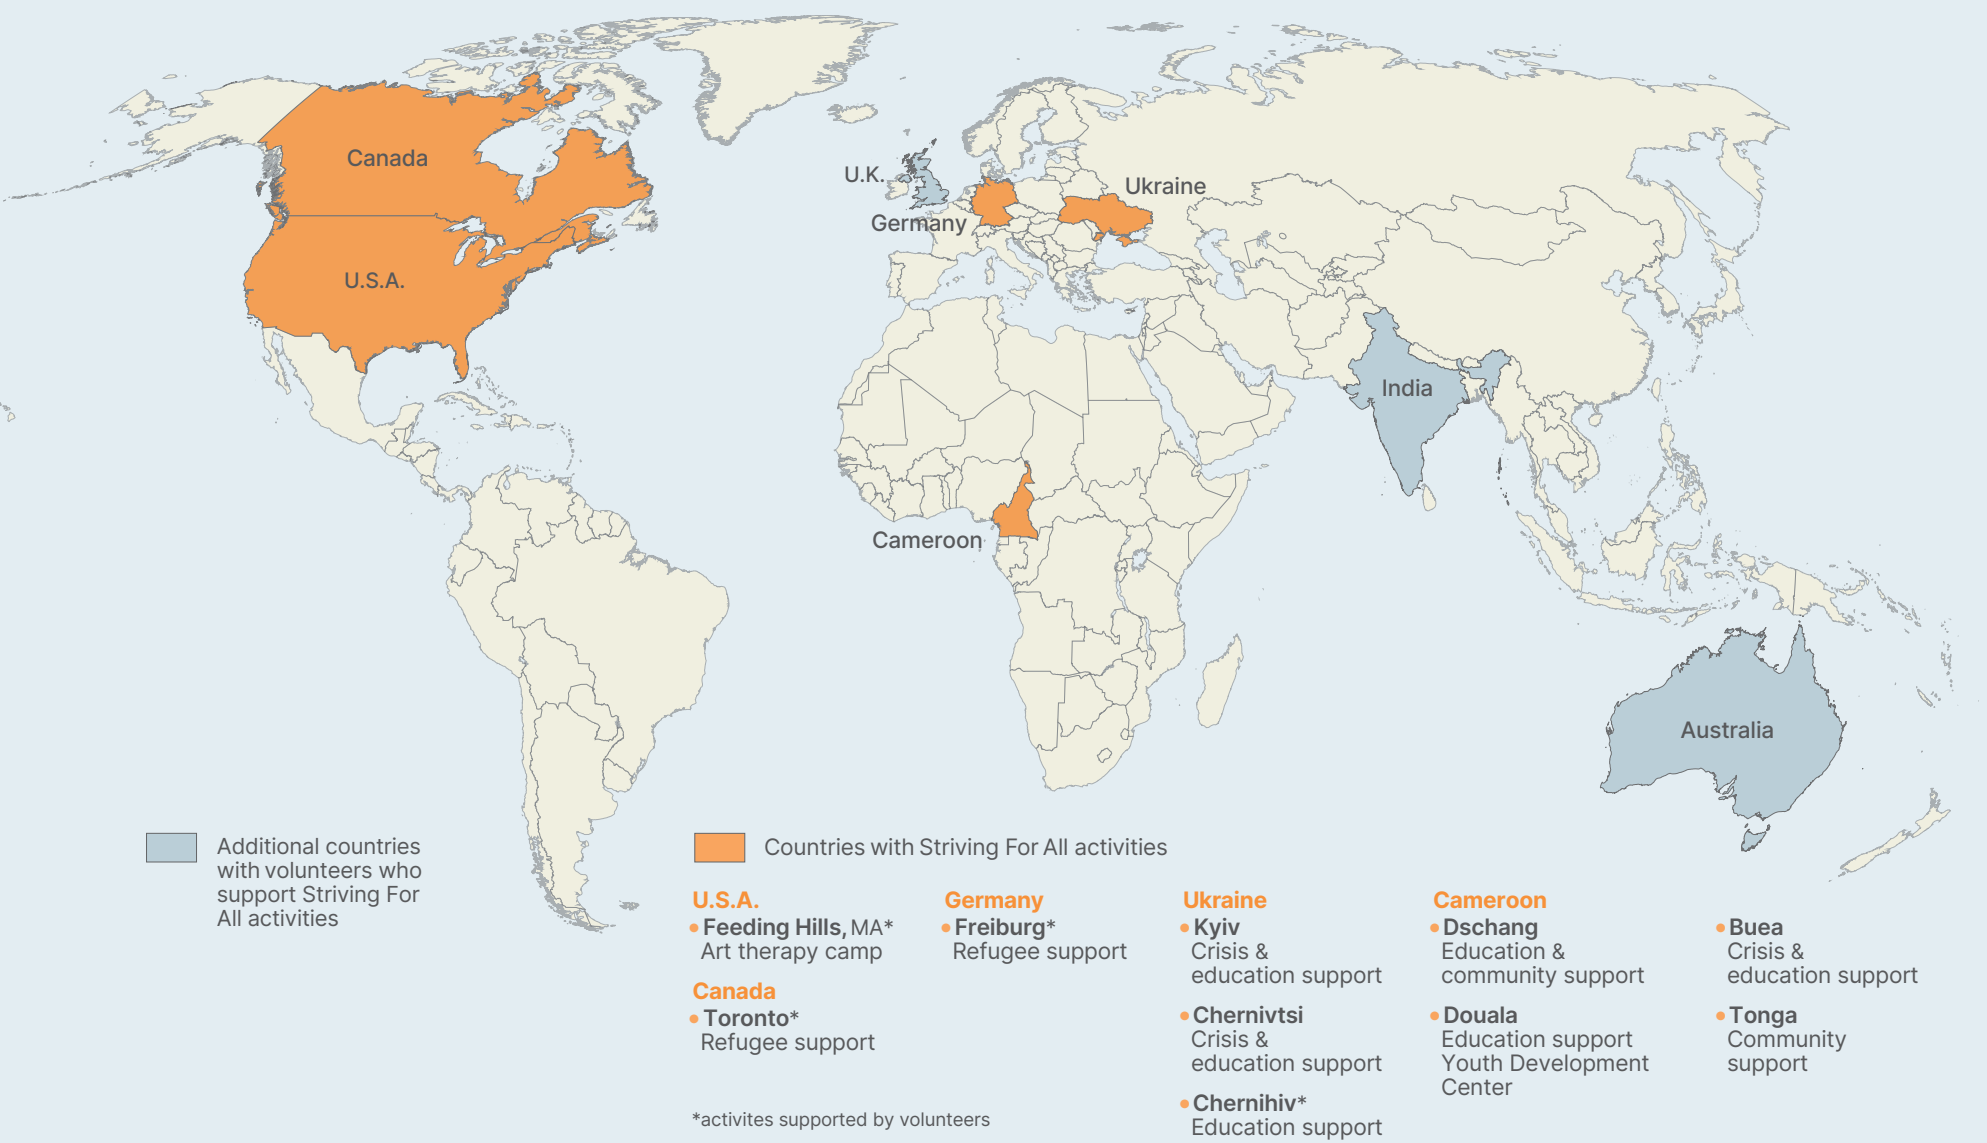 Canada
U.S.A.
U.K.
Germany
Ukraine
Cameroon
India
Australia
Additional countries
with volunteers who
support Striving For
All activities
Countries with Striving For All activities
U.S.A.
• Feeding Hills, MA*
Art therapy camp
Canada
• Toronto*
Refugee support
Germany
• Freiburg*
Refugee support
Ukraine
• Kyiv
Crisis &
education support
• Chernivtsi
Crisis &
education support
• Chernihiv*
Education support
Cameroon
• Dschang
Education &
community support
• Douala
Education support
Youth Development
Center
• Buea
Crisis &
education support
• Tonga
Community
support
*activites supported by volunteers